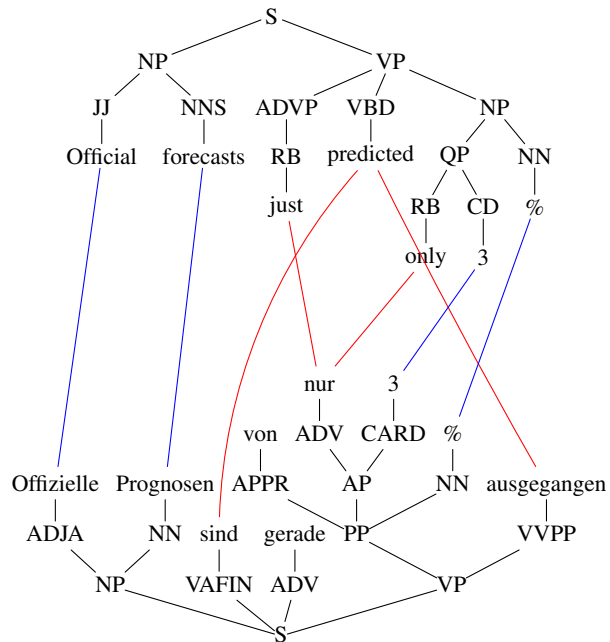 S
NP VP
JJ NNS ADVP VBD NP
Official forecasts RB predicted QP NN
just RB CD %
only 3
nur 3
von ADV CARD %
Offizielle Prognosen APPR AP NN ausgegangen
ADJA NN sind gerade PP VVPP
NP VAFIN ADV VP
S